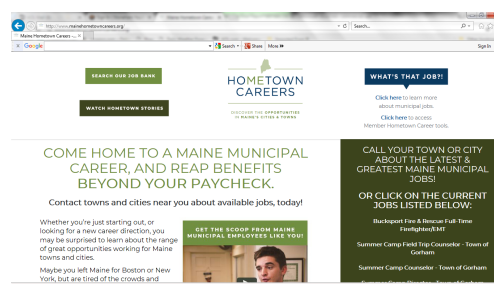 http://www.mainehometowncareers.org/
Search...
Maine Hometown Careers - ...
Google
Search
Share
More >>
Sign In
SEARCH OUR JOB BANK
WATCH HOMETOWN STORIES
HOMETOWN
CAREERS
DISCOVER THE OPPORTUNITIES
IN MAINE'S CITIES & TOWNS
WHAT'S THAT JOB?!
Click here to learn more
about municipal jobs.
Click here to access
Member Hometown Career tools.
COME HOME TO A MAINE MUNICIPAL
CAREER, AND REAP BENEFITS
BEYOND YOUR PAYCHECK.
Contact towns and cities near you about available jobs, today!
Whether you're just starting out, or
looking for a new career direction, you
may be surprised to learn about the range
of great opportunities working for Maine
towns and cities.
Maybe you left Maine for Boston or New
York, but are tired of the crowds and
GET THE SCOOP FROM MAINE
MUNICIPAL EMPLOYEES LIKE YOU!
CALL YOUR TOWN OR CITY
ABOUT THE LATEST &
GREATEST MAINE MUNICIPAL
JOBS!
OR CLICK ON THE CURRENT
JOBS LISTED BELOW:
Bucksport Fire & Rescue Full-Time
Firefighter/EMT
Summer Camp Field Trip Counselor - Town of
Gorham
Summer Camp Counselor - Town of Gorham